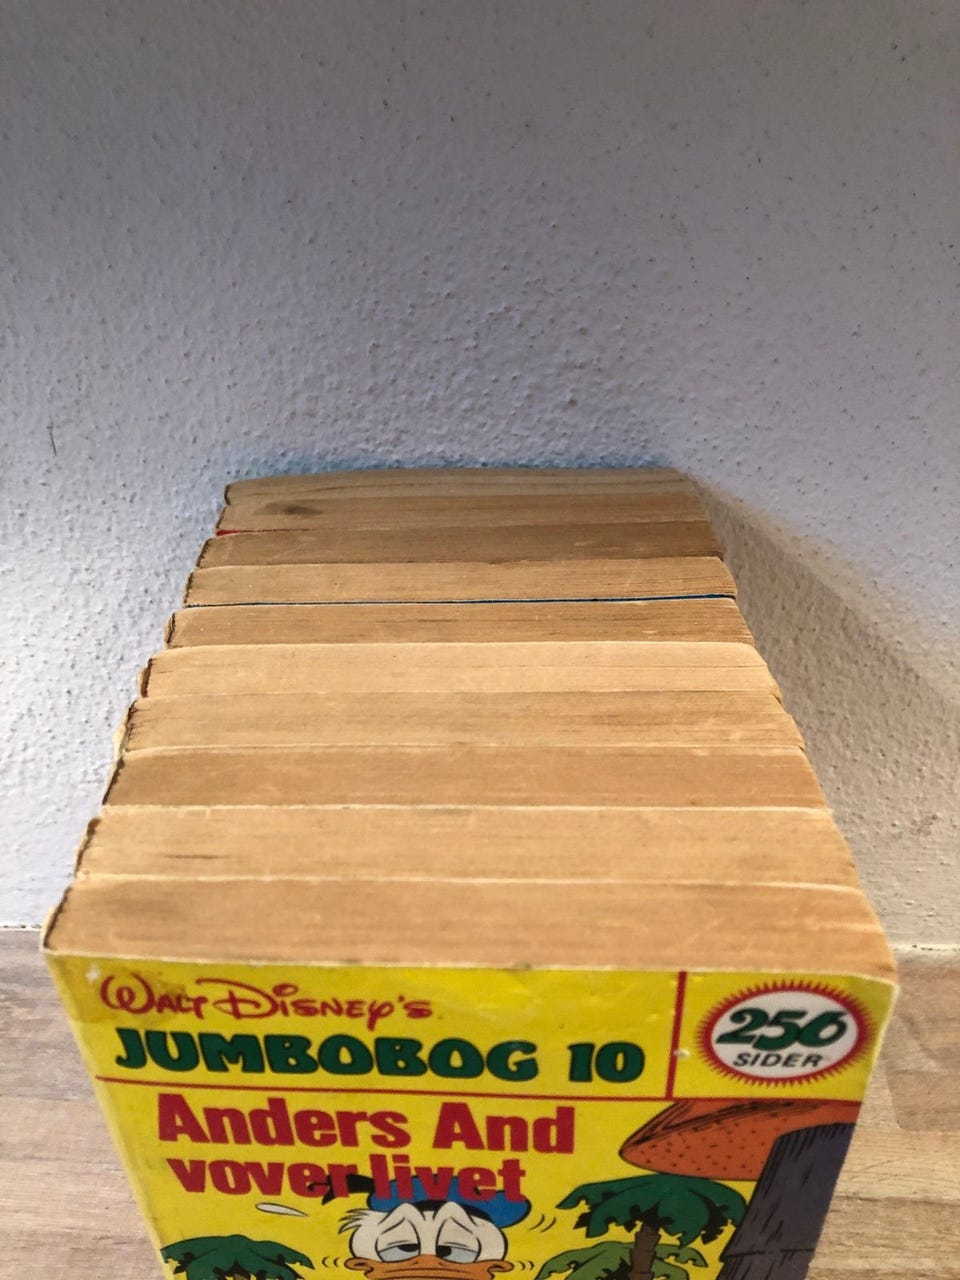 Walt Disney's
JUMBOBOG 10
256
SIDER
Anders And
vover livet